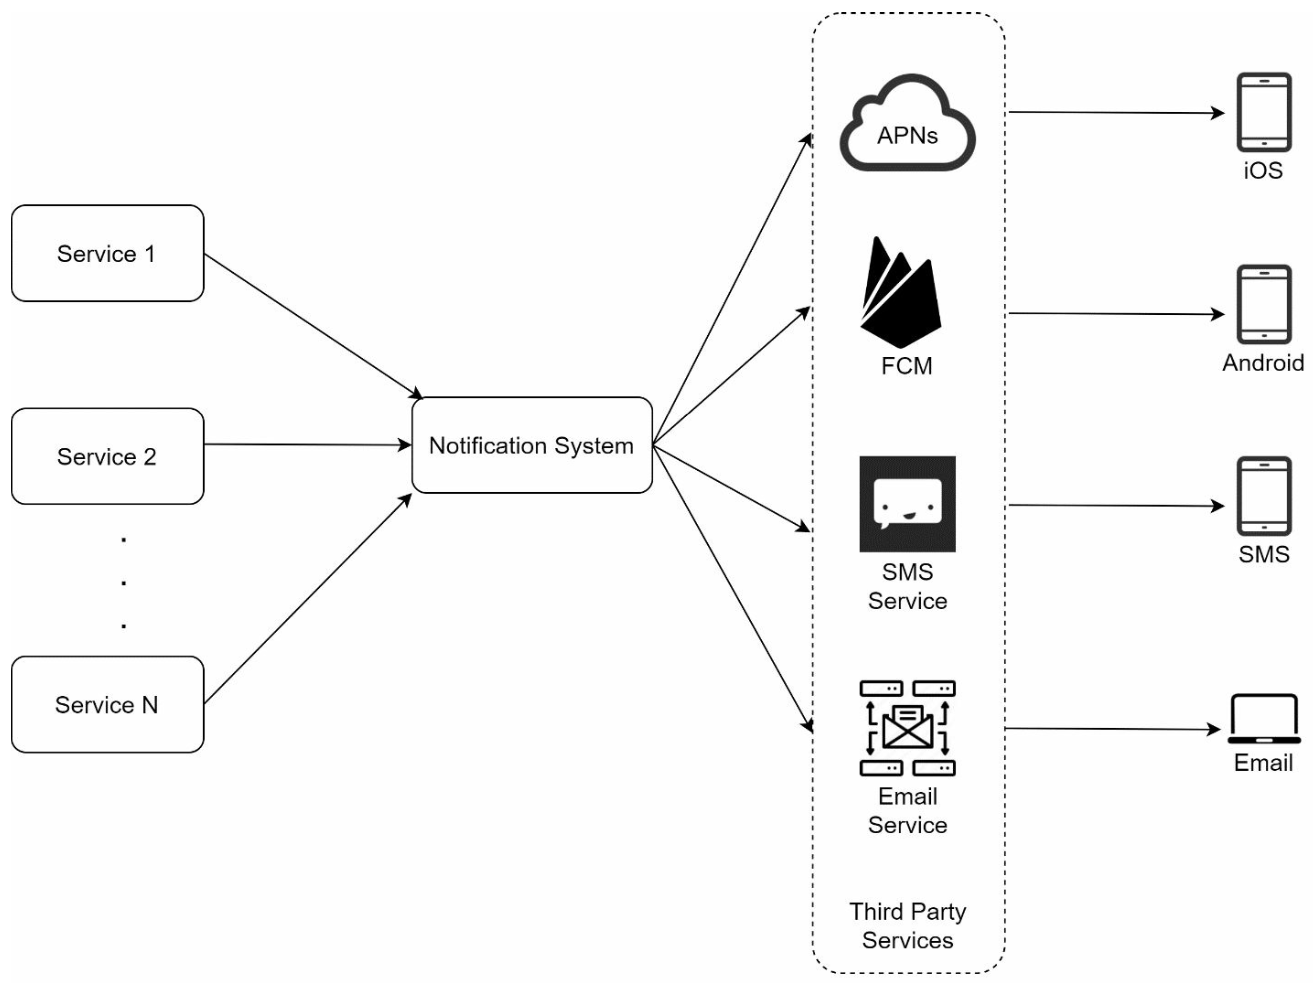 APNs
iOS
Service 1
FCM
Android
Service 2
Notification System
SMS
Service
SMS
.
.
.
Service N
Email
Service
Email
Third Party
Services